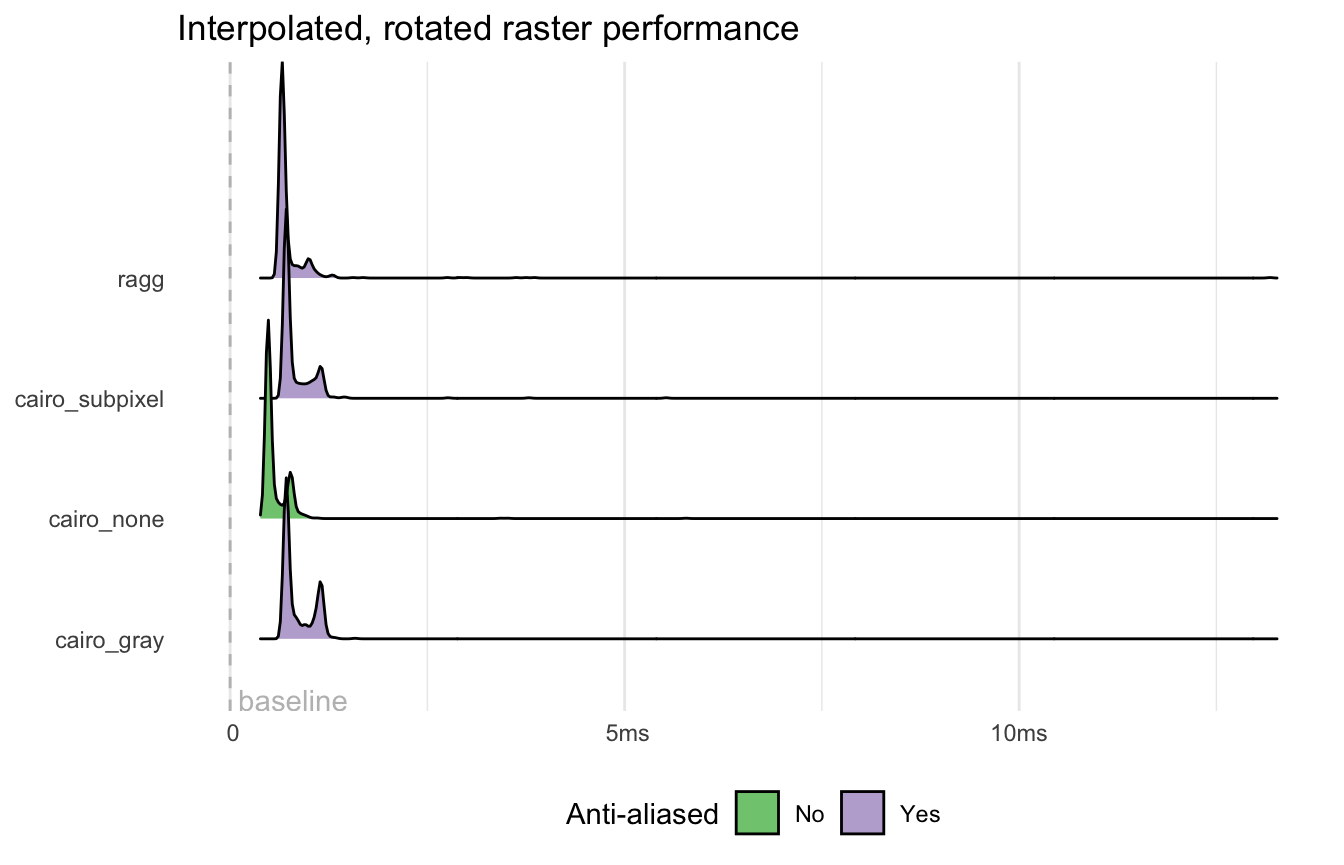 Interpolated, rotated raster performance
ragg
cairo_subpixel
cairo_none
cairo_gray
baseline
0 5ms 10ms
Anti-aliased No Yes